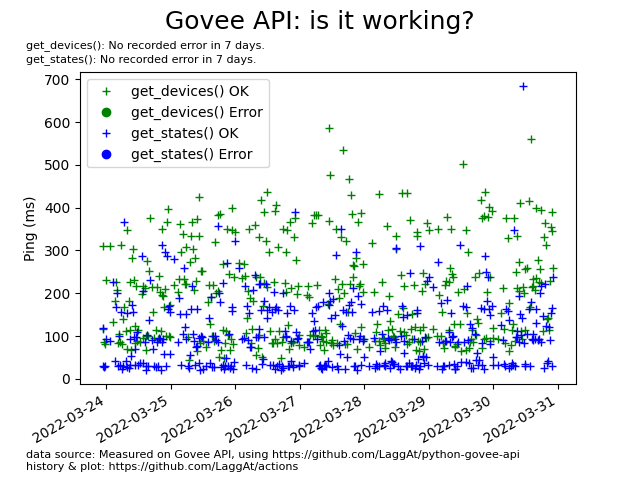 Govee API: is it working?
get_devices(): No recorded error in 7 days.
get_states(): No recorded error in 7 days.
get_devices() OK
get_devices() Error
get_states() OK
get_states() Error
Ping (ms)
700
600
500
400
300
200
100
0
2022-03-24
2022-03-25
2022-03-26
2022-03-27
2022-03-28
2022-03-29
2022-03-30
2022-03-31
data source: Measured on Govee API, using https://github.com/LaggAt/python-govee-api
history & plot: https://github.com/LaggAt/actions